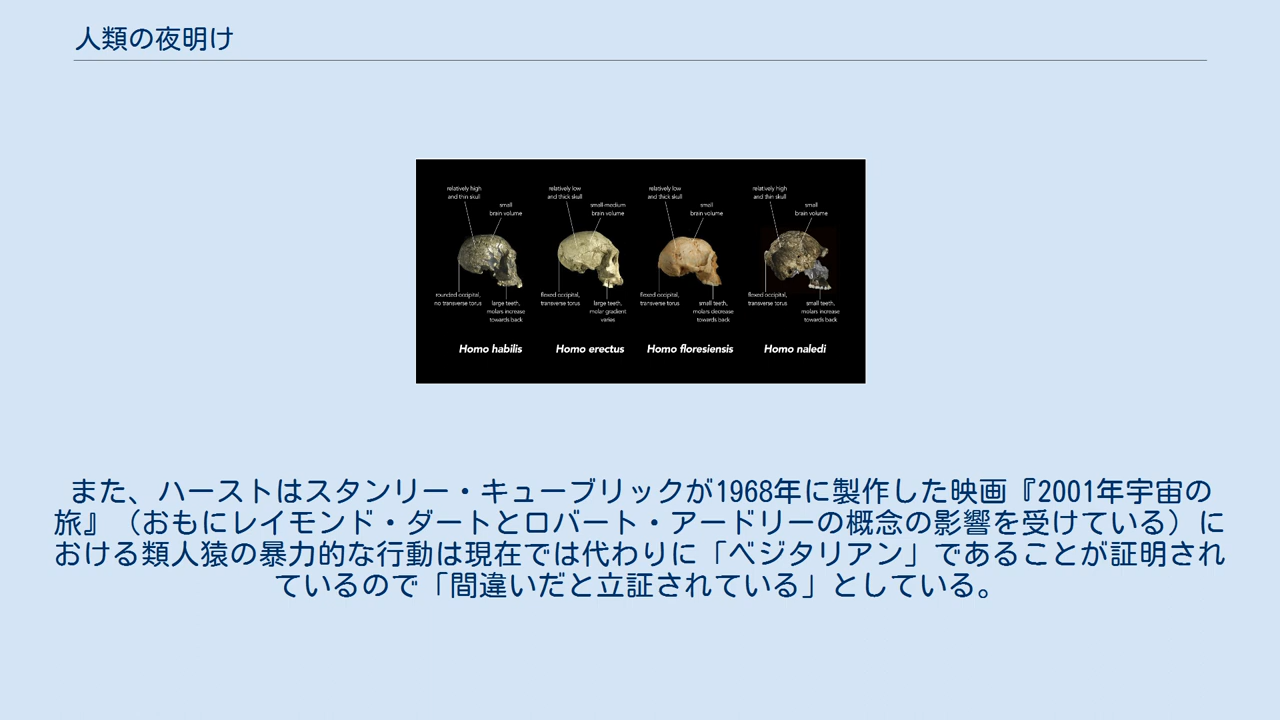 人類の夜明け
relatively high
and thin skull
small
brain volume
rounded occipital,
no transverse torus
large teeth,
molars increase
towards back
Homo habilis
relatively low
and thick skull
small-medium
brain volume
flexed occipital,
transverse torus
large teeth,
molar gradient
varies
Homo erectus
relatively low
and thick skull
small
brain volume
flexed occipital,
transverse torus
small teeth,
molars decrease
towards back
Homo floresiensis
relatively high
and thin skull
small
brain volume
flexed occipital,
transverse torus
small teeth,
molars increase
towards back
Homo naledi
また、ハーストはスタンリー・キューブリックが1968年に製作した映画『2001年宇宙の
旅』（おもにレイモンド・ダートとロバート・アードリーの概念の影響を受けている）に
おける類人猿の暴力的な行動は現在では代わりに「ベジタリアン」であることが証明され
ているので「間違いだと立証されている」としている。